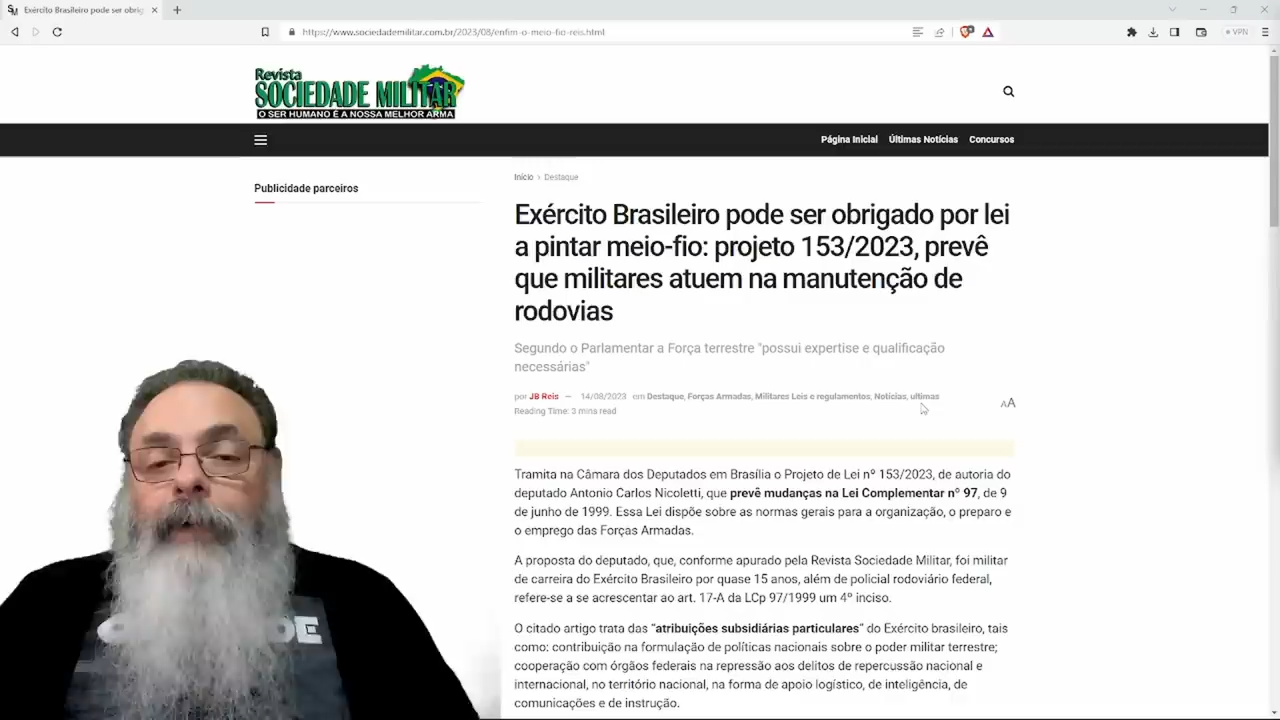 Exército Brasileiro pode ser obrig
https://www.sociedademilitar.com.br/2023/08/enfim-o-meio-fio-reis.html
VPN
Revista
SOCIEDADE MILITAR
O SER HUMANO É A NOSSA MELHOR ARMA
Página Inicial Últimas Notícias Concursos
Publicidade parceiros
Início › Destaque
Exército Brasileiro pode ser obrigado por lei
a pintar meio-fio: projeto 153/2023, prevê
que militares atuem na manutenção de
rodovias
Segundo o Parlamentar a Força terrestre "possui expertise e qualificação
necessárias"
por JB Reis — 14/08/2023 em Destaque, Forças Armadas, Militares Leis e regulamentos, Notícias, ultimas
Reading Time: 3 mins read
AA
Tramita na Câmara dos Deputados em Brasília o Projeto de Lei nº 153/2023, de autoria do
deputado Antonio Carlos Nicoletti, que prevê mudanças na Lei Complementar nº 97, de 9
de junho de 1999. Essa Lei dispõe sobre as normas gerais para a organização, o preparo e
o emprego das Forças Armadas.
A proposta do deputado, que, conforme apurado pela Revista Sociedade Militar, foi militar
de carreira do Exército Brasileiro por quase 15 anos, além de policial rodoviário federal,
refere-se a se acrescentar ao art. 17-A da LCp 97/1999 um 4º inciso.
O citado artigo trata das “atribuições subsidiárias particulares” do Exército brasileiro, tais
como: contribuição na formulação de políticas nacionais sobre o poder militar terrestre;
cooperação com órgãos federais na repressão aos delitos de repercussão nacional e
internacional, no território nacional, na forma de apoio logístico, de inteligência, de
comunicações e de instrução.